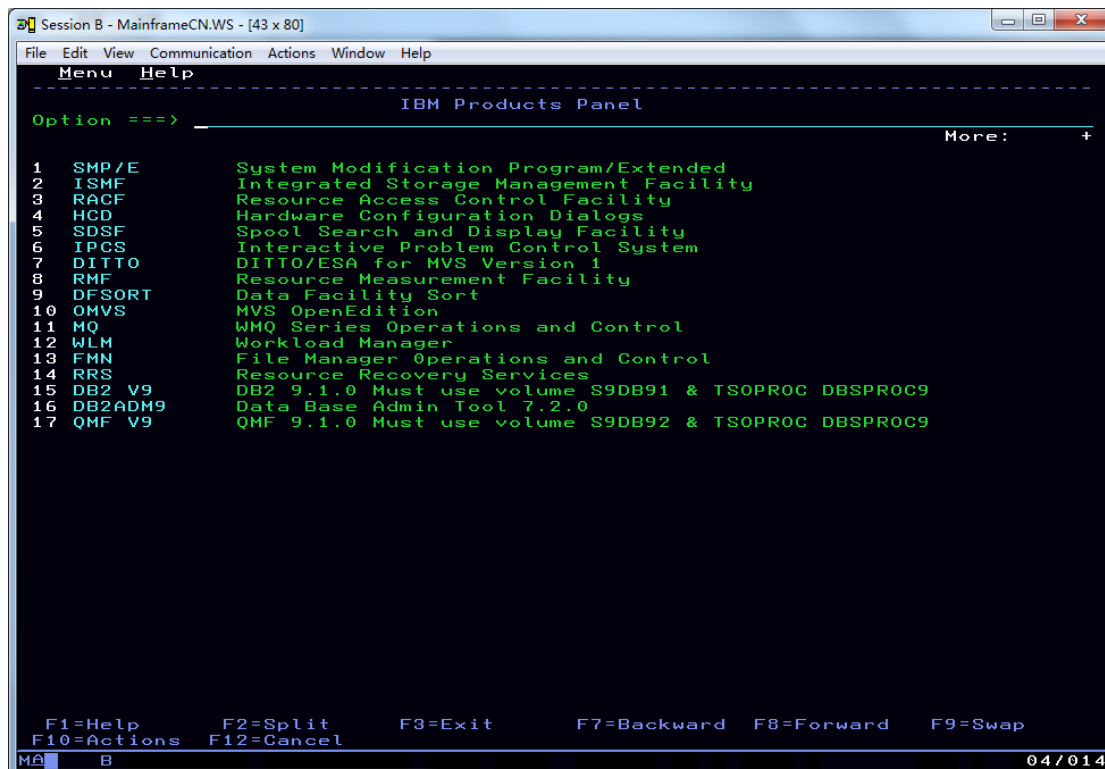 Session B - MainframeCN.WS - [43 x 80]
File Edit View Communication Actions Window Help
Menu Help
IBM Products Panel
Option ===>
More: +
1 SMP/E System Modification Program/Extended
2 ISMF Integrated Storage Management Facility
3 RACF Resource Access Control Facility
4 HCD Hardware Configuration Dialogs
5 SDSF Spool Search and Display Facility
6 IPCS Interactive Problem Control System
7 DITTO DITTO/ESA for MVS Version 1
8 RMF Resource Measurement Facility
9 DFSORT Data Facility Sort
10 OMVS MVS OpenEdition
11 MQ WMQ Series Operations and Control
12 WLM Workload Manager
13 FMN File Manager 0perations and Control
14 RRS Resource Recovery Services
15 DB2 V9 DB2 9.1.0 Must use volume S9DB91 & TSOPROC DBSPROC9
16 DB2ADM9 Data Base Admin Tool 7.2.0
17 QMF V9 QMF 9.1.0 Must use volume S9DB92 & TSOPROC DBSPROC9
F1=Help F2=Split F3=Exit F7=Backward F8=Forward F9=Swap
F10=Actions F12=Cancel
MA B 04/014